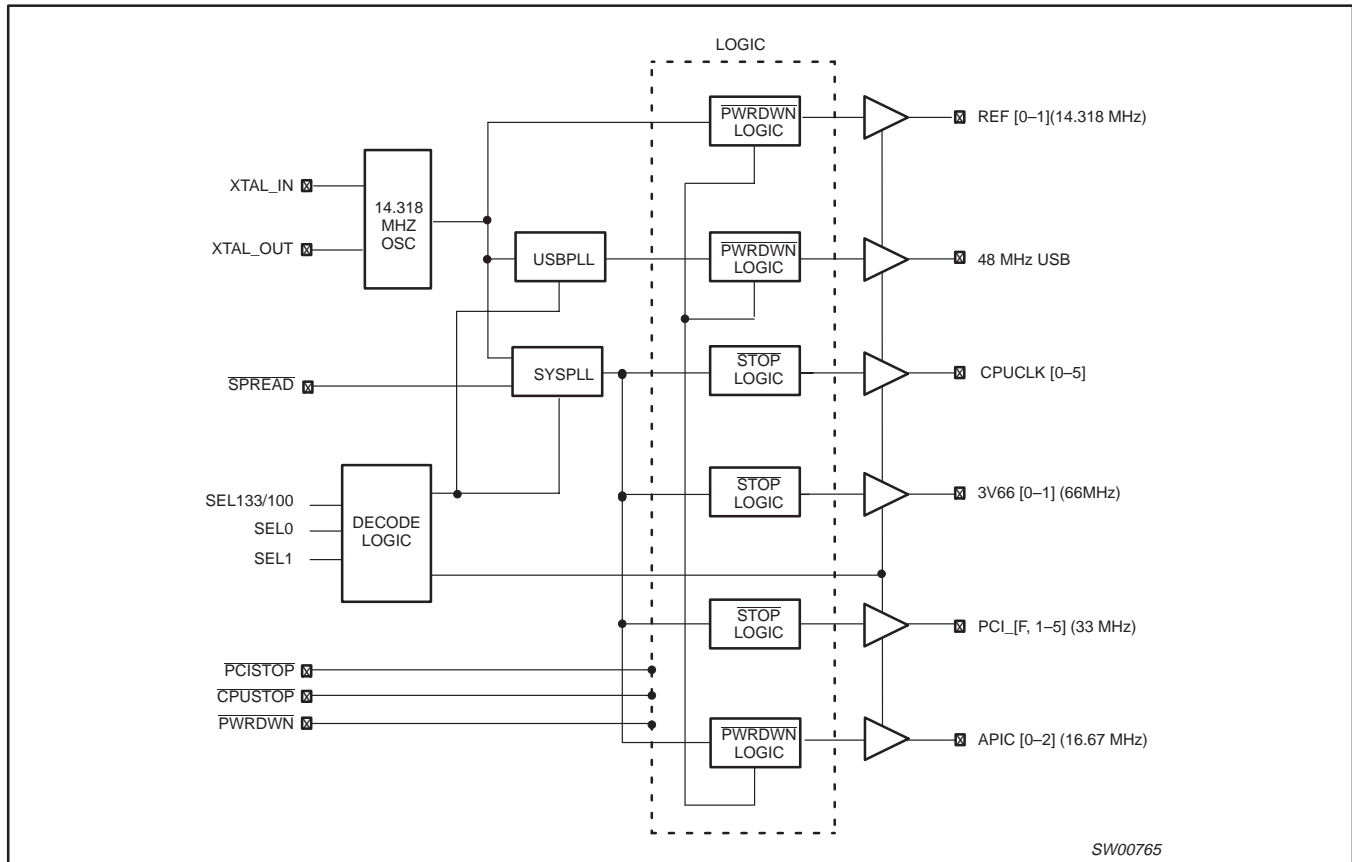 LOGIC
PWRDWN
LOGIC
REF [0–1](14.318 MHz)
XTAL_IN
14.318
MHZ
OSC
XTAL_OUT
USBPLL
PWRDWN
LOGIC
48 MHz USB
SPREAD
SYSPLL
STOP
LOGIC
CPUCLK [0–5]
SEL133/100
SEL0
SEL1
DECODE
LOGIC
STOP
LOGIC
3V66 [0–1] (66MHz)
STOP
LOGIC
PCI_[F, 1–5] (33 MHz)
PCISTOP
CPUSTOP
PWRDWN
PWRDWN
LOGIC
APIC [0–2] (16.67 MHz)
SW00765